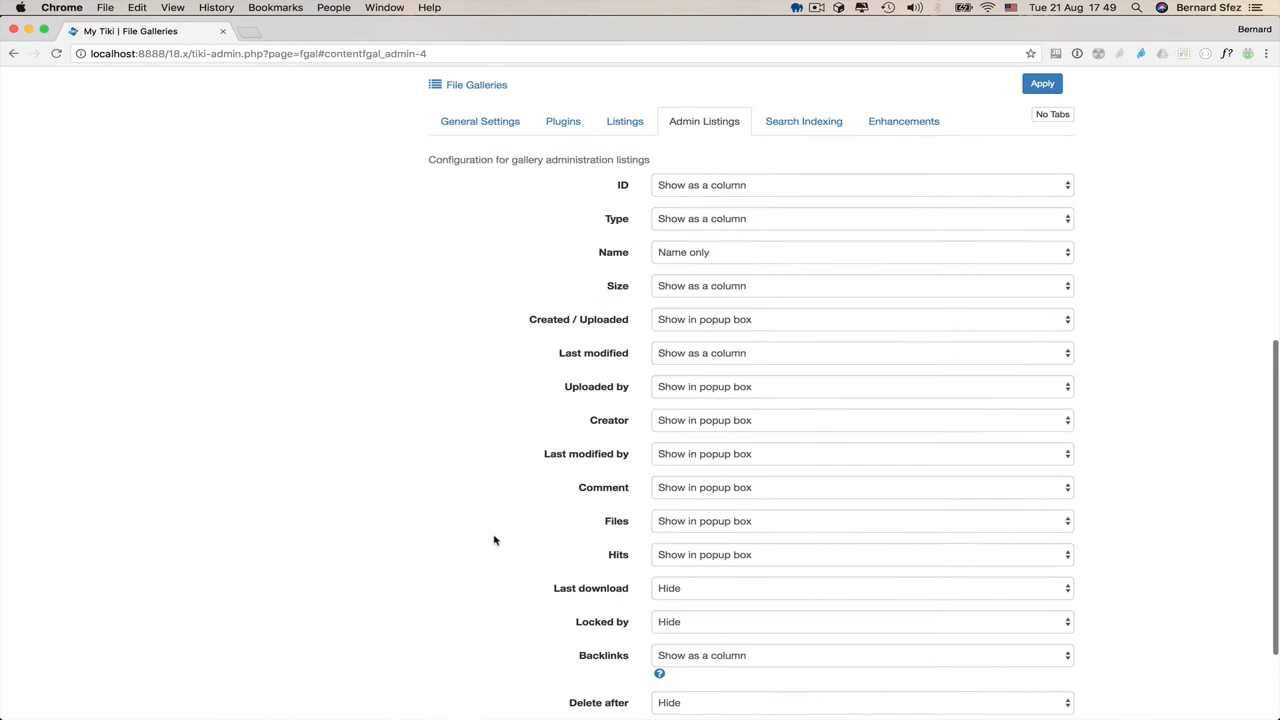 Chrome File Edit View History Bookmarks People Window Help Tue 21 Aug 17 49 Bernard Sfez
My Tiki | File Galleries × Bernard
localhost:8888/18.x/tiki-admin.php?page=fgal#contentfgal_admin-4
File Galleries Apply
General Settings Plugins Listings Admin Listings Search Indexing Enhancements No Tabs
Configuration for gallery administration listings
ID Show as a column
Type Show as a column
Name Name only
Size Show as a column
Created / Uploaded Show in popup box
Last modified Show as a column
Uploaded by Show in popup box
Creator Show in popup box
Last modified by Show in popup box
Comment Show in popup box
Files Show in popup box
Hits Show in popup box
Last download Hide
Locked by Hide
Backlinks Show as a column
?
Delete after Hide